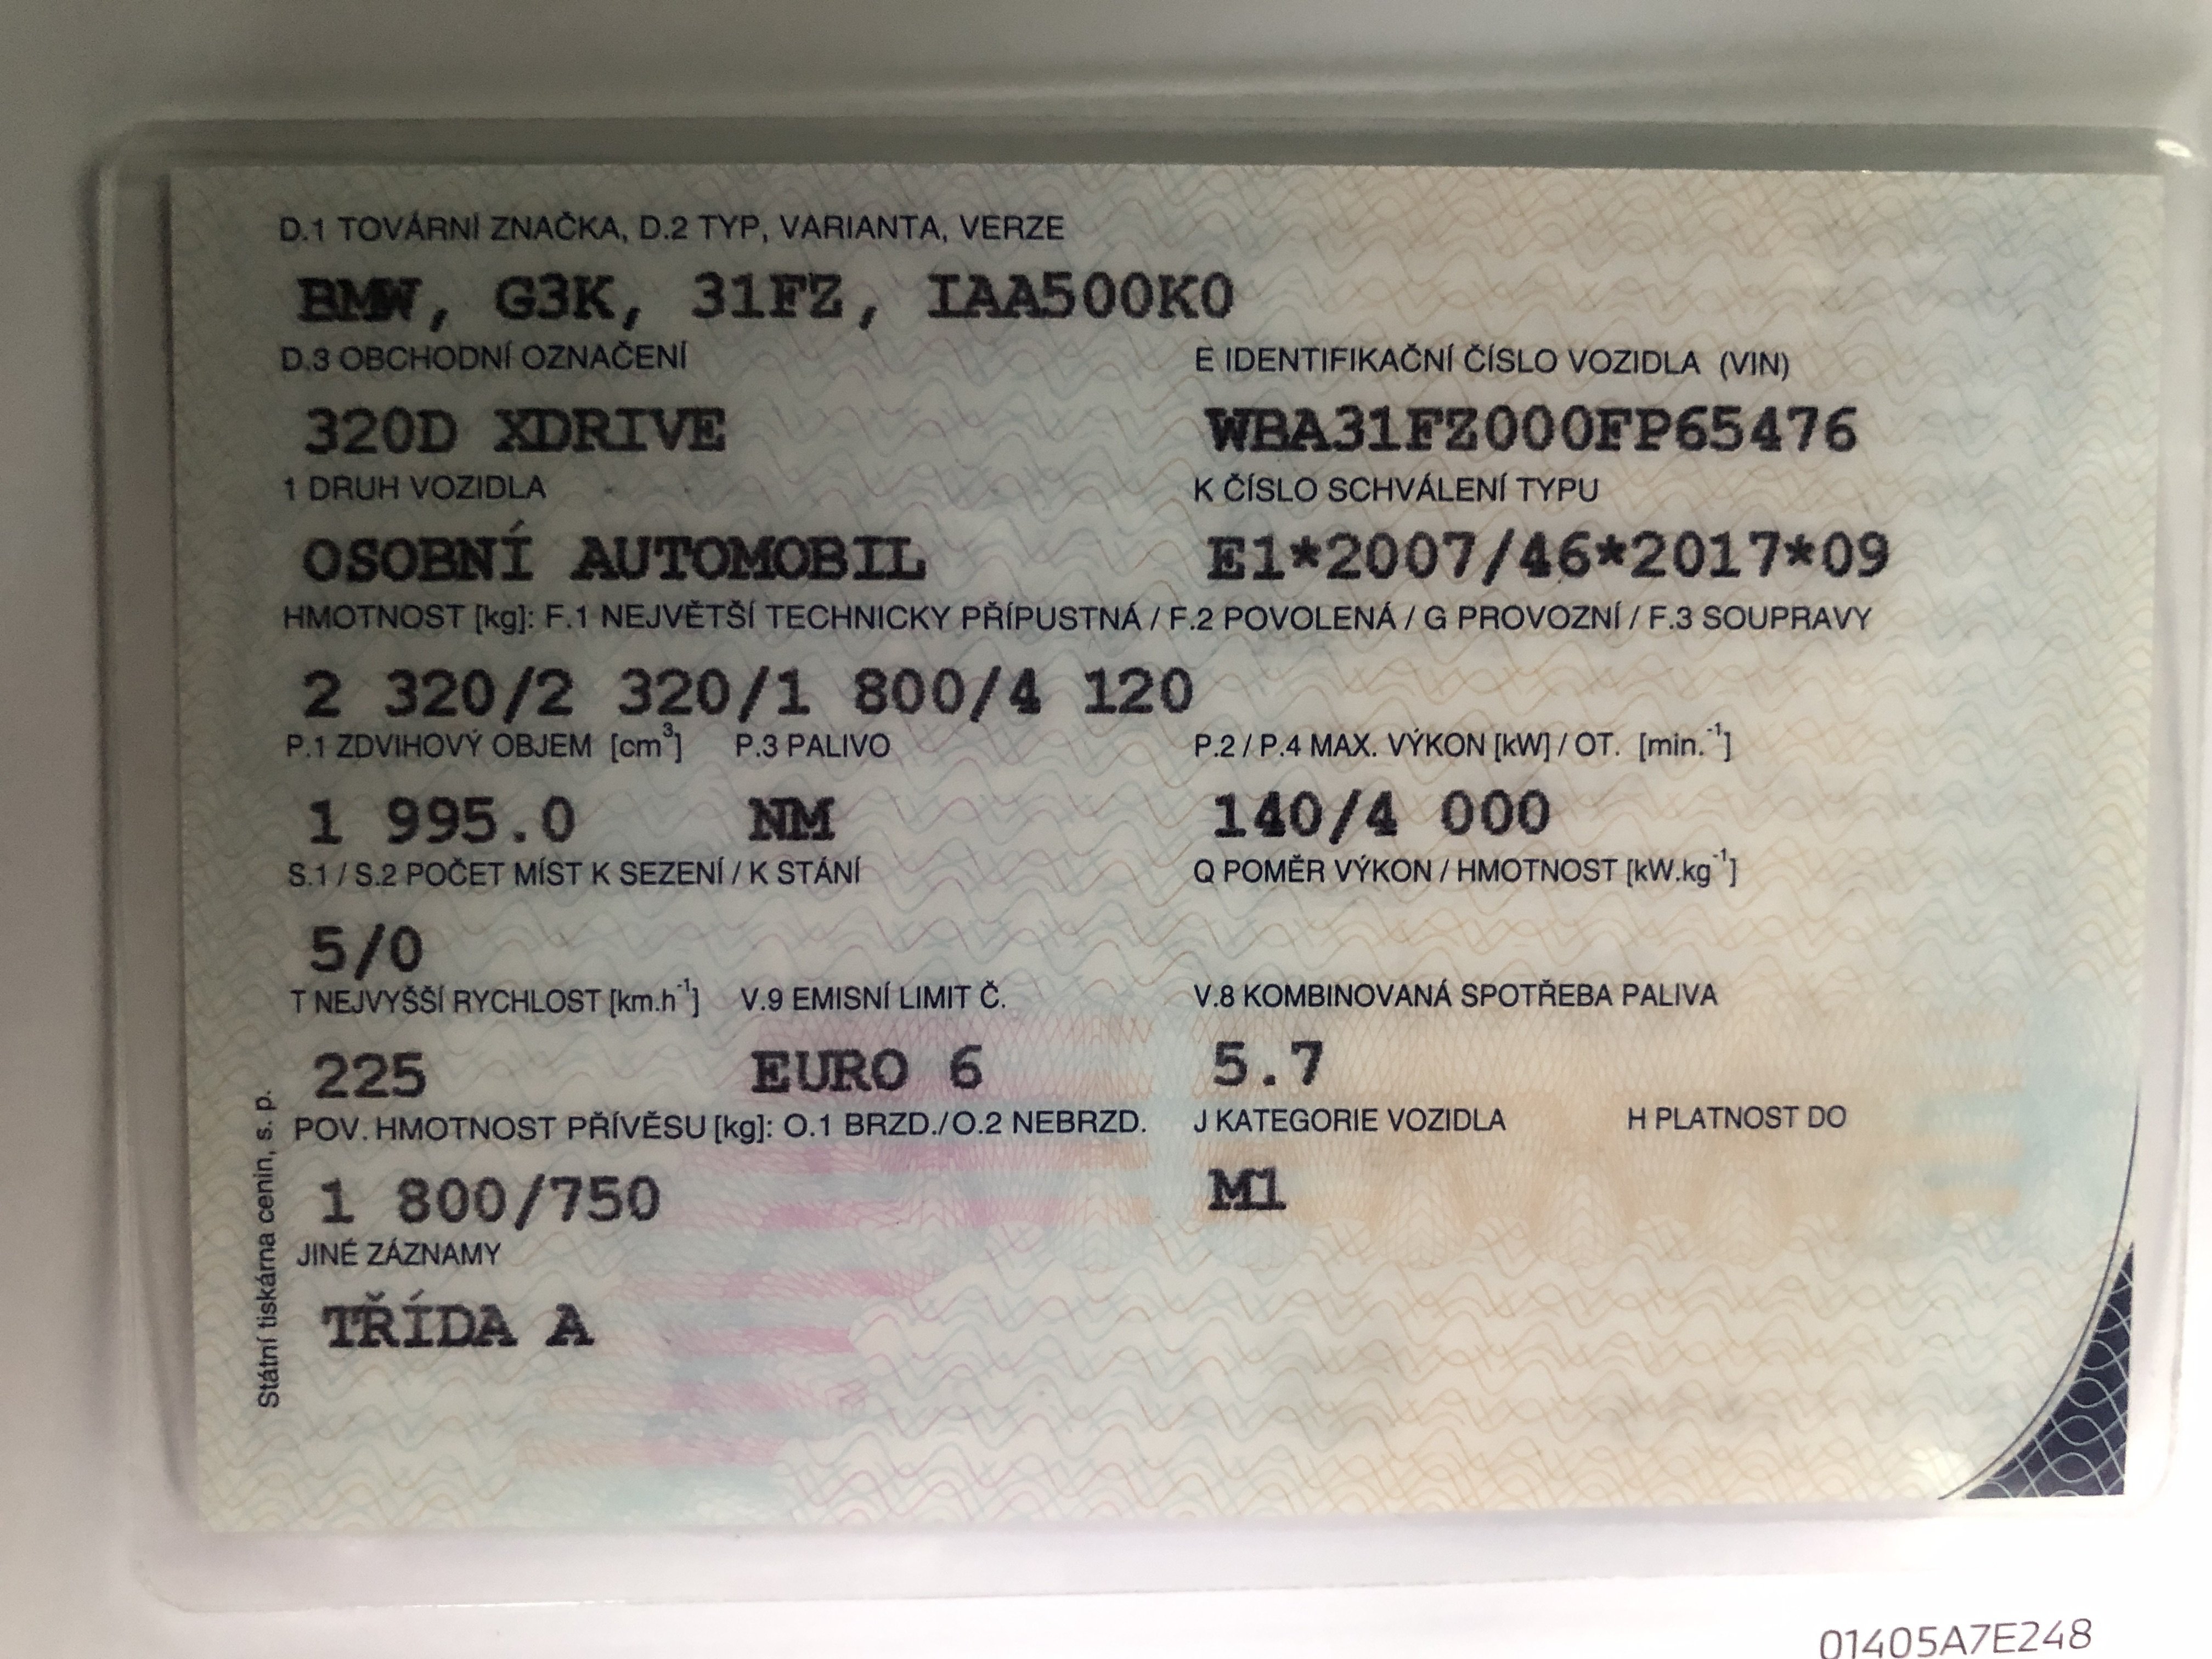 D.1 TOVÁRNÍ ZNAČKA, D.2 TYP, VARIANTA, VERZE
BMW, G3K, 31FZ, IAA500K0
D.3 OBCHODNÍ OZNAČENÍ E IDENTIFIKAČNÍ ČÍSLO VOZIDLA (VIN)
320D XDRIVE WBA31FZ000FP65476
1 DRUH VOZIDLA K ČÍSLO SCHVÁLENÍ TYPU
OSOBNÍ AUTOMOBIL E1*2007/46*2017*09
HMOTNOST [kg]: F.1 NEJVĚTŠÍ TECHNICKY PŘÍPUSTNÁ / F.2 POVOLENÁ / G PROVOZNÍ / F.3 SOUPRAVY
2 320/2 320/1 800/4 120
P.1 ZDVIHOVÝ OBJEM [cm³] P.3 PALIVO P.2 / P.4 MAX. VÝKON [kW] / OT. [min.⁻¹]
1 995.0 NM 140/4 000
S.1 / S.2 POČET MÍST K SEZENÍ / K STÁNÍ Q POMĚR VÝKON / HMOTNOST [kW.kg⁻¹]
5/0
T NEJVYŠŠÍ RYCHLOST [km.h⁻¹] V.9 EMISNÍ LIMIT Č. V.8 KOMBINOVANÁ SPOTŘEBA PALIVA
225 EURO 6 5.7
POV. HMOTNOST PŘÍVĚSU [kg]: O.1 BRZD./O.2 NEBRZD. J KATEGORIE VOZIDLA H PLATNOST DO
1 800/750 M1
JINÉ ZÁZNAMY
TŘÍDA A
Státní tiskárna cenin, s. p.
01405A7E248